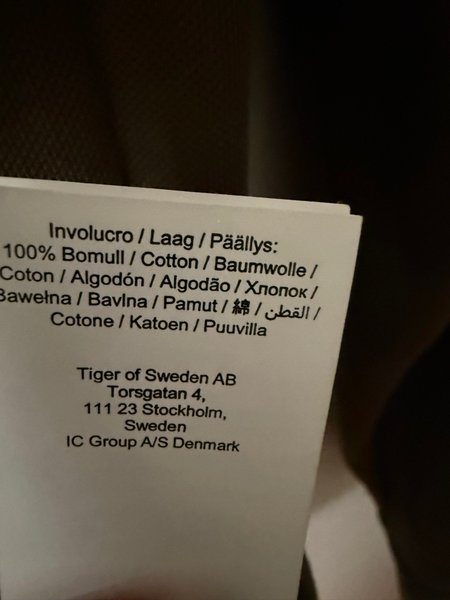 Involucro / Laag / Päällys:
100% Bomull / Cotton / Baumwolle /
Coton / Algodón / Algodão / Хлопок /
Bawełna / Bavlna / Pamut / 綿 / القطن /
Cotone / Katoen / Puuvilla
Tiger of Sweden AB
Torsgatan 4,
111 23 Stockholm,
Sweden
IC Group A/S Denmark